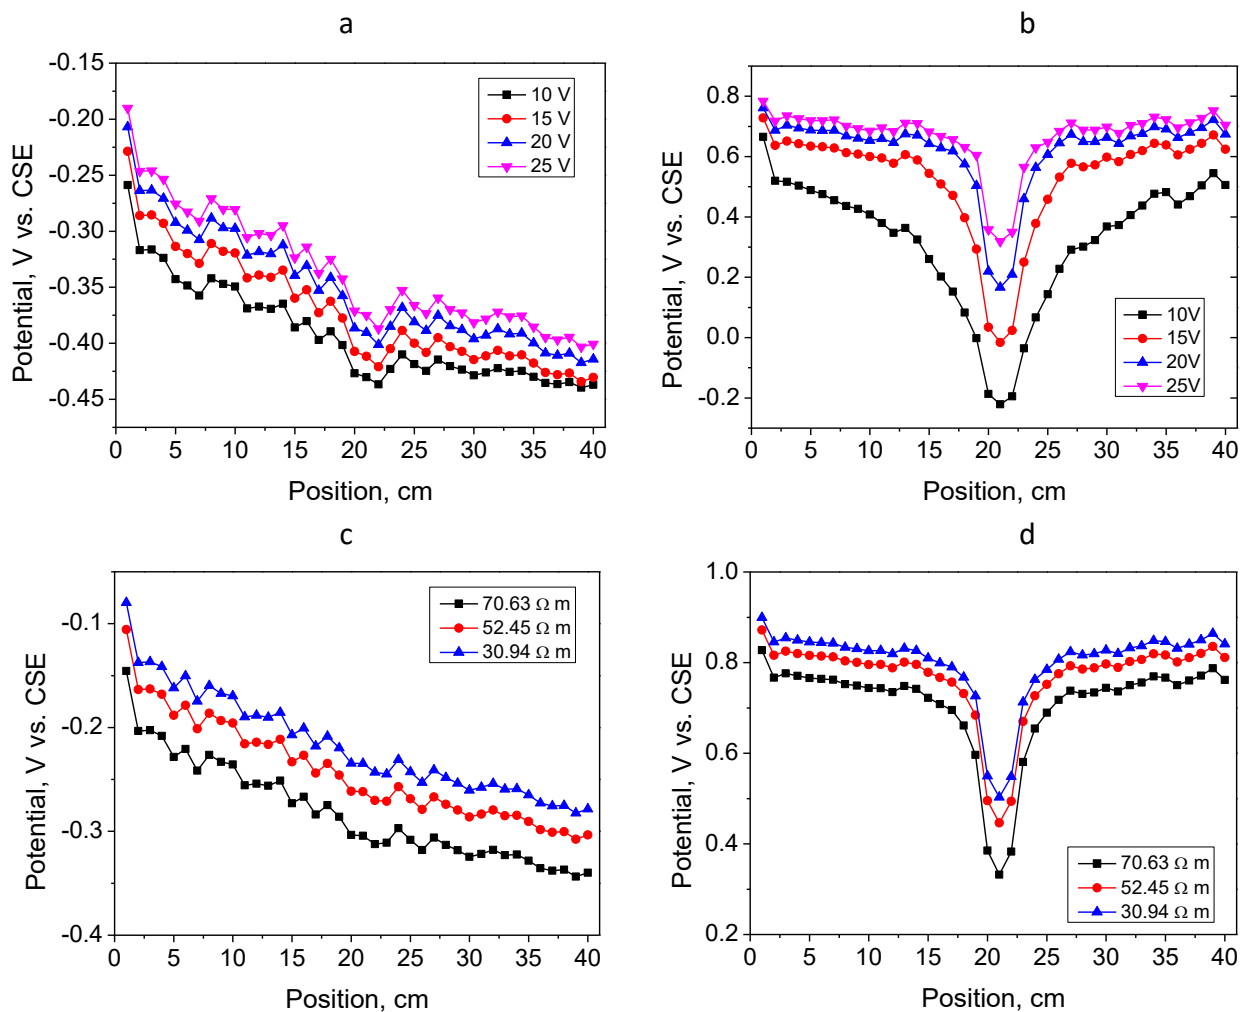 a
-0.15
-0.20
-0.25
-0.30
-0.35
-0.40
-0.45
Potential, V vs. CSE
10 V
15 V
20 V
25 V
0 5 10 15 20 25 30 35 40
Position, cm
b
0.8
0.6
0.4
0.2
0.0
-0.2
Potential, V vs. CSE
10V
15V
20V
25V
0 5 10 15 20 25 30 35 40
Position, cm
c
-0.1
-0.2
-0.3
-0.4
Potential, V vs. CSE
70.63 Ω m
52.45 Ω m
30.94 Ω m
0 5 10 15 20 25 30 35 40
Position, cm
d
1.0
0.8
0.6
0.4
0.2
Potential, V vs. CSE
70.63 Ω m
52.45 Ω m
30.94 Ω m
0 5 10 15 20 25 30 35 40
Position, cm